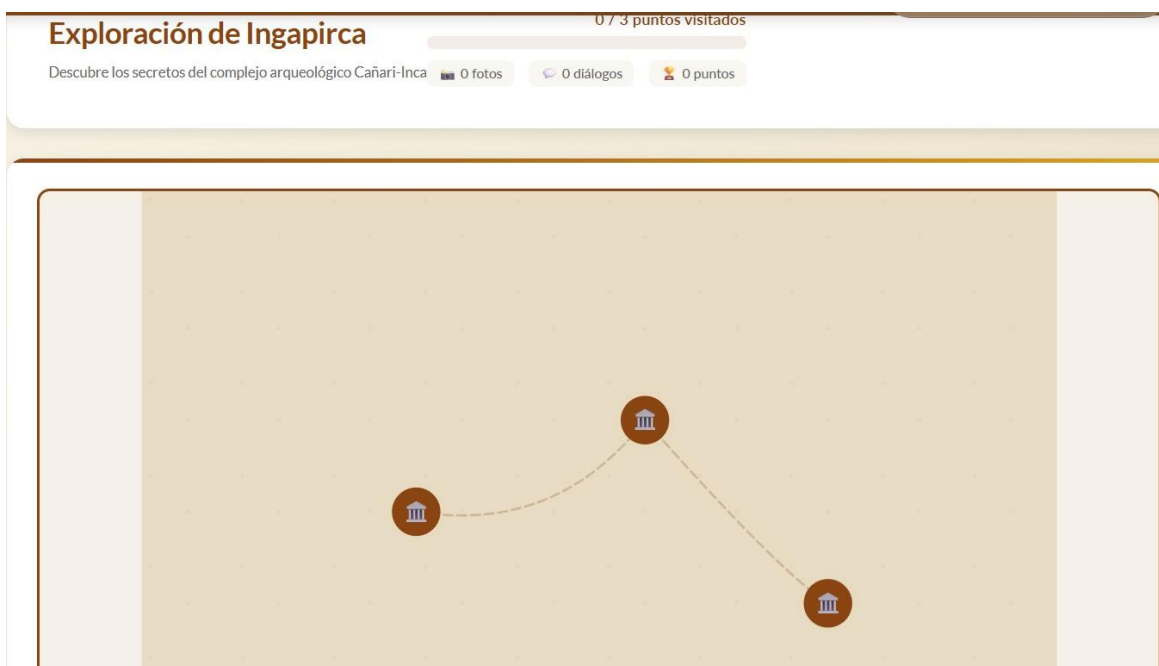 0 / 3 puntos visitados
Exploración de Ingapirca
Descubre los secretos del complejo arqueológico Cañari-Inca
0 fotos
0 diálogos
0 puntos